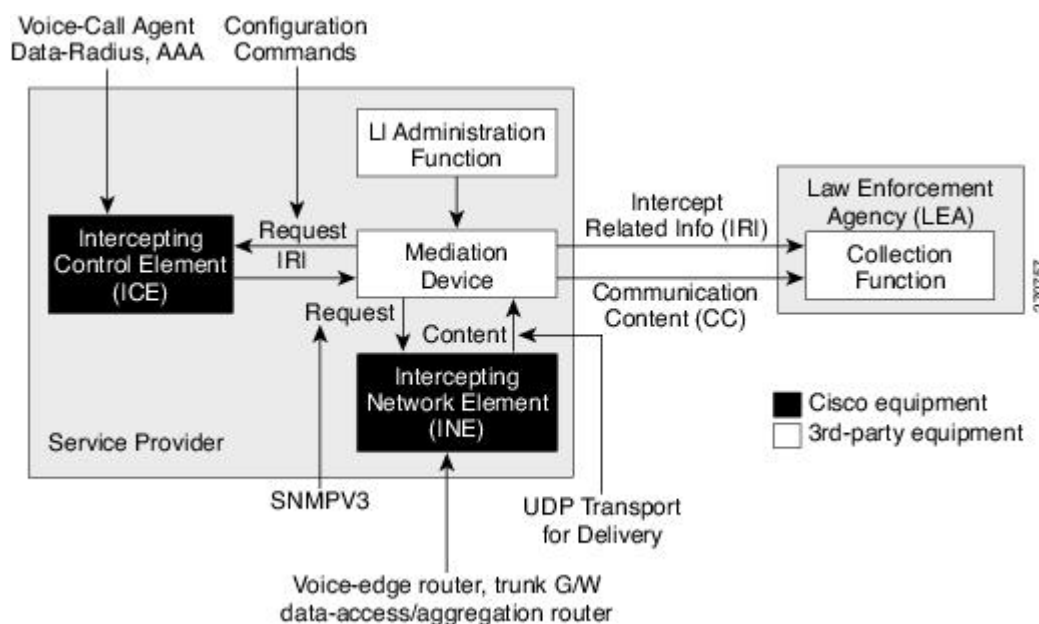 Voice-Call Agent
Data-Radius, AAA
Configuration
Commands
LI Administration
Function
Law Enforcement
Agency (LEA)
Intercept
Related Info (IRI)
Request
IRI
Intercepting
Control Element
(ICE)
Mediation
Device
Collection
Function
Communication
Content (CC)
Request
Content
Intercepting
Network Element
(INE)
Cisco equipment
3rd-party equipment
Service Provider
SNMPV3
UDP Transport
for Delivery
Voice-edge router, trunk G/W
data-access/aggregation router